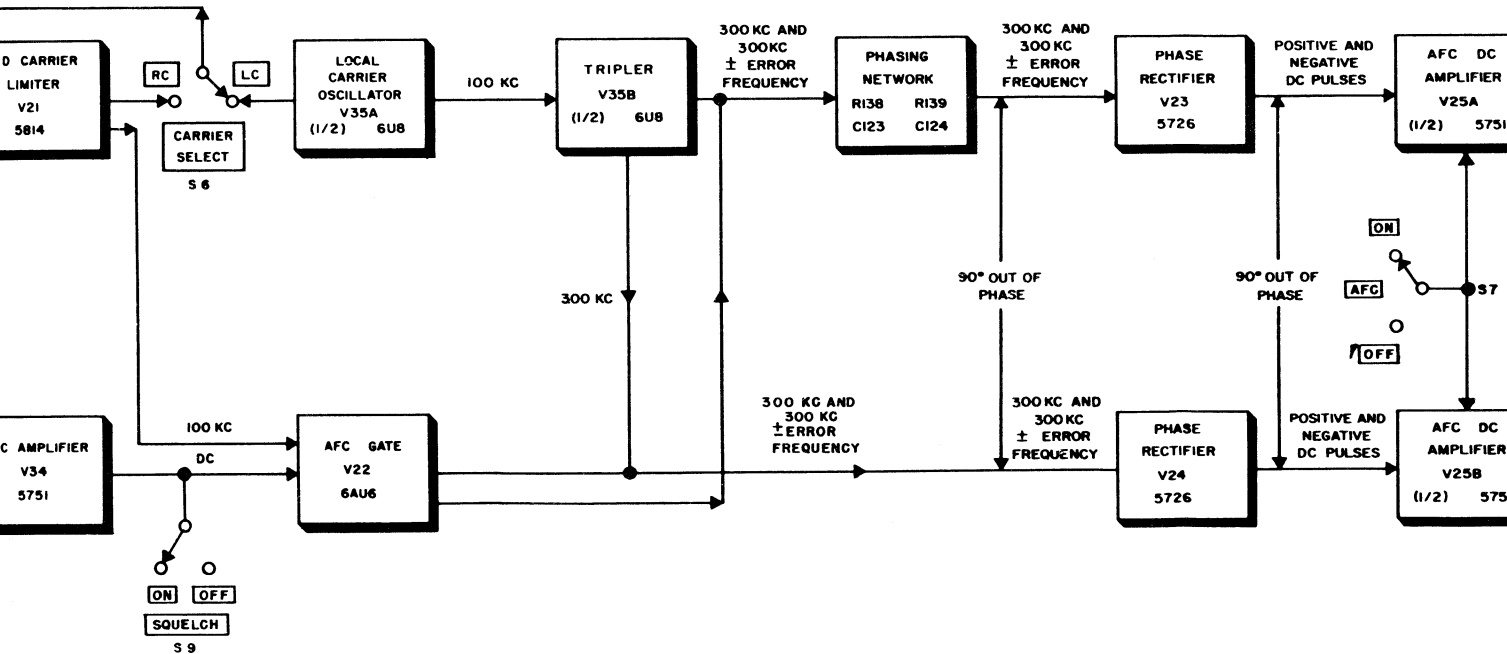 D CARRIER
LIMITER
V21
5814
RC
LC
CARRIER
SELECT
S6
LOCAL
CARRIER
OSCILLATOR
V35A
(1/2) 6U8
100 KC
TRIPLER
V35B
(1/2) 6U8
300 KC AND
300KC
± ERROR
FREQUENCY
PHASING
NETWORK
R138 R139
C123 C124
300 KC AND
300 KC
± ERROR
FREQUENCY
PHASE
RECTIFIER
V23
5726
POSITIVE AND
NEGATIVE
DC PULSES
AFC DC
AMPLIFIER
V25A
(1/2) 5751
300 KC
90° OUT OF
PHASE
90° OUT OF
PHASE
ON
AFC
S7
OFF
C AMPLIFIER
V34
5751
100 KC
DC
AFC GATE
V22
6AU6
300 KC AND
300 KC
± ERROR
FREQUENCY
300 KC AND
300 KC
± ERROR
FREQUENCY
PHASE
RECTIFIER
V24
5726
POSITIVE AND
NEGATIVE
DC PULSES
AFC DC
AMPLIFIER
V25B
(1/2) 575
ON OFF
SQUELCH
S9